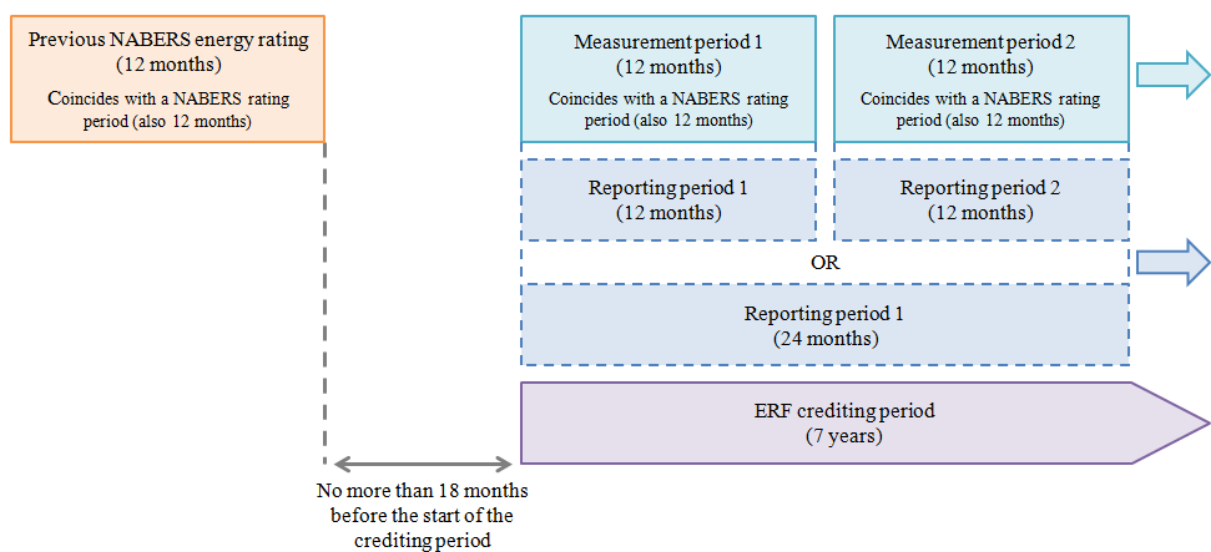 Previous NABERS energy rating
(12 months)
Coincides with a NABERS rating
period (also 12 months)
Measurement period 1
(12 months)
Coincides with a NABERS rating
period (also 12 months)
Measurement period 2
(12 months)
Coincides with a NABERS rating
period (also 12 months)
Reporting period 1
(12 months)
Reporting period 2
(12 months)
OR
Reporting period 1
(24 months)
ERF crediting period
(7 years)
No more than 18 months
before the start of the
crediting period